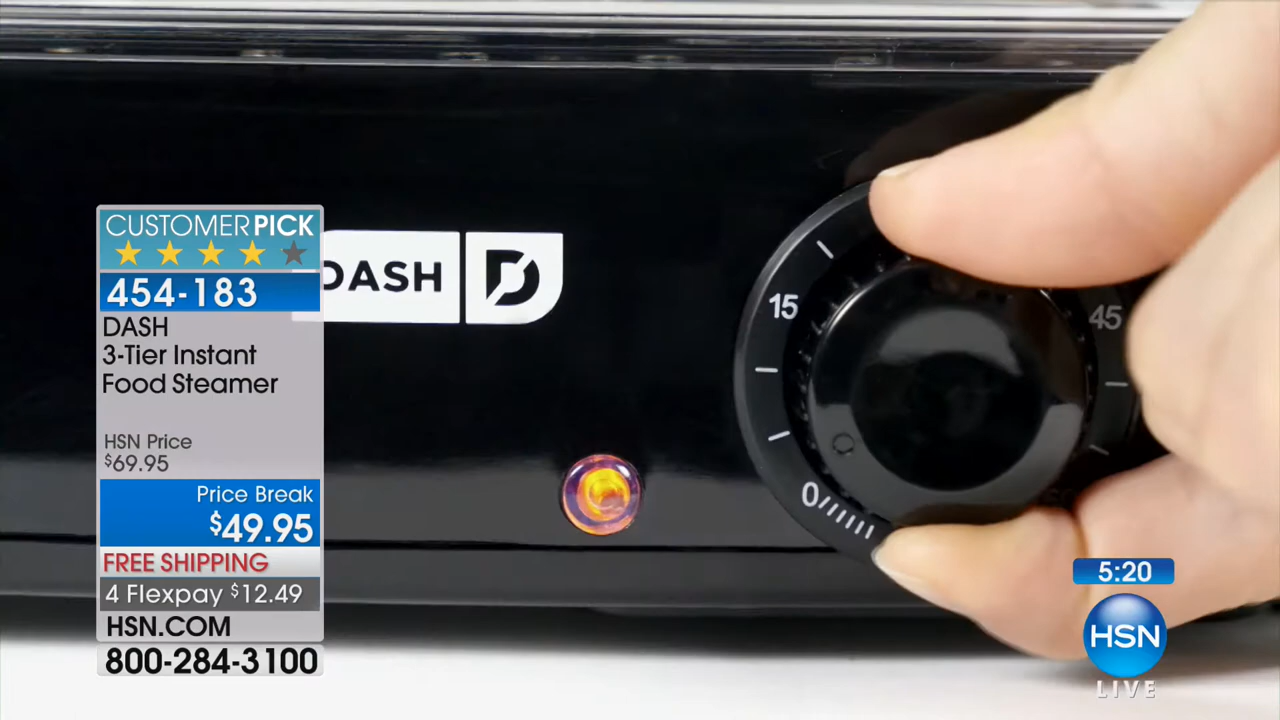 CUSTOMER PICK
454-183
DASH
3-Tier Instant
Food Steamer
HSN Price
$69.95
Price Break
$49.95
FREE SHIPPING
4 Flexpay $12.49
HSN.COM
800-284-3100
DASH D
15
45
0
5:20
HSN
LIVE